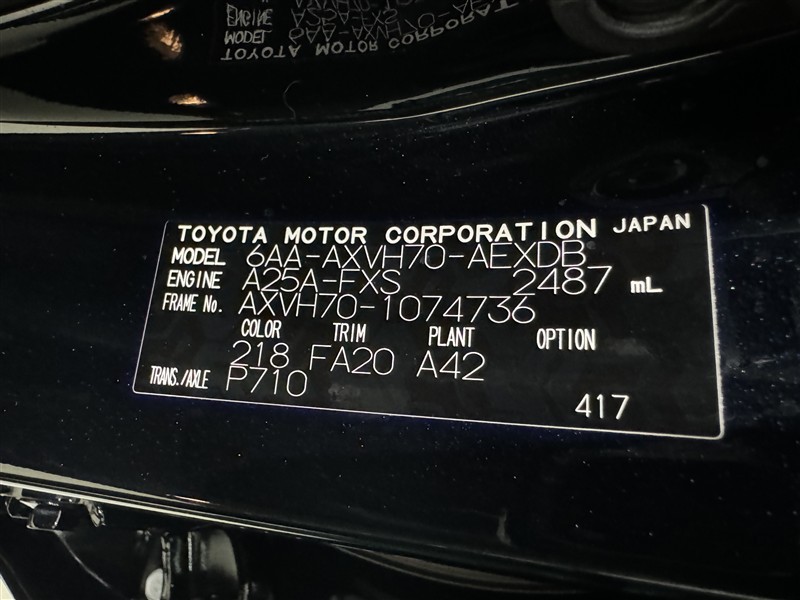 TOYOTA MOTOR CORPORATION JAPAN
MODEL 6AA-AXVH70-AEXDB
ENGINE A25A-FXS 2487 mL
FRAME No. AXVH70-1074736
COLOR TRIM PLANT OPTION
218 FA20 A42
TRANS./AXLE P710
417